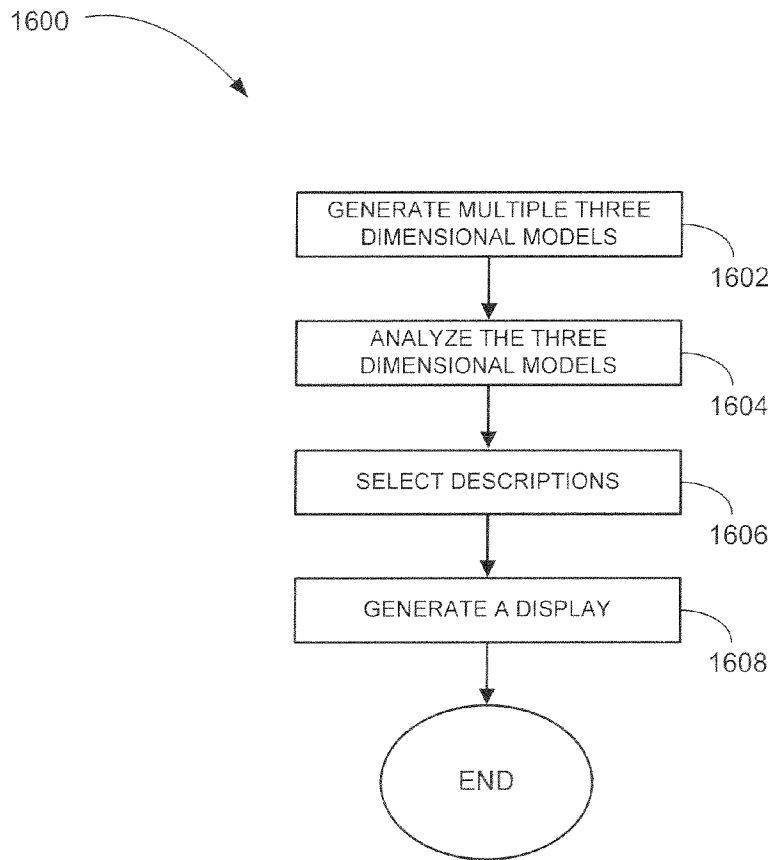 1600
GENERATE MULTIPLE THREE
DIMENSIONAL MODELS
1602
ANALYZE THE THREE
DIMENSIONAL MODELS
1604
SELECT DESCRIPTIONS
1606
GENERATE A DISPLAY
1608
END